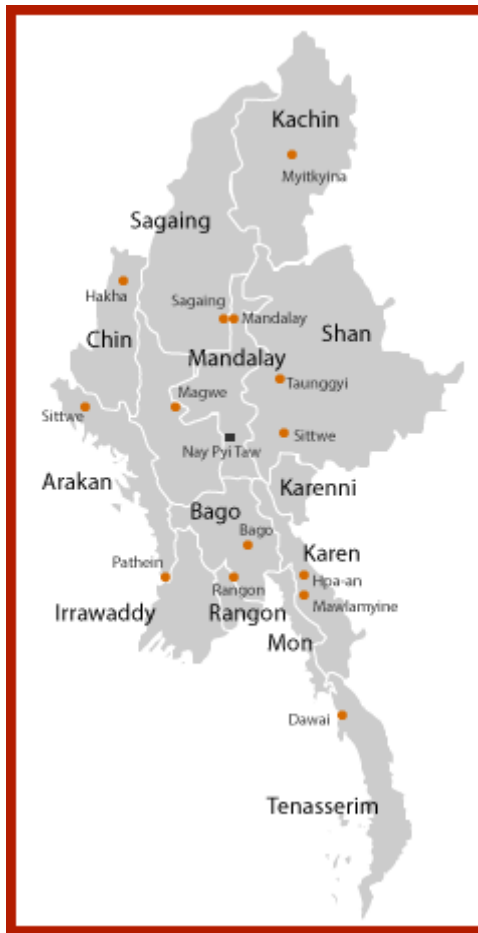 Kachin
Myitkyina
Sagaing
Hakha
Sagaing
Mandalay
Chin
Shan
Mandalay
Taunggyi
Magwe
Sittwe
Sittwe
Nay Pyi Taw
Arakan
Karenni
Bago
Bago
Karen
Pathein
Hpa-an
Rangon
Mawlamyine
Irrawaddy
Rangon
Mon
Dawai
Tenasserim